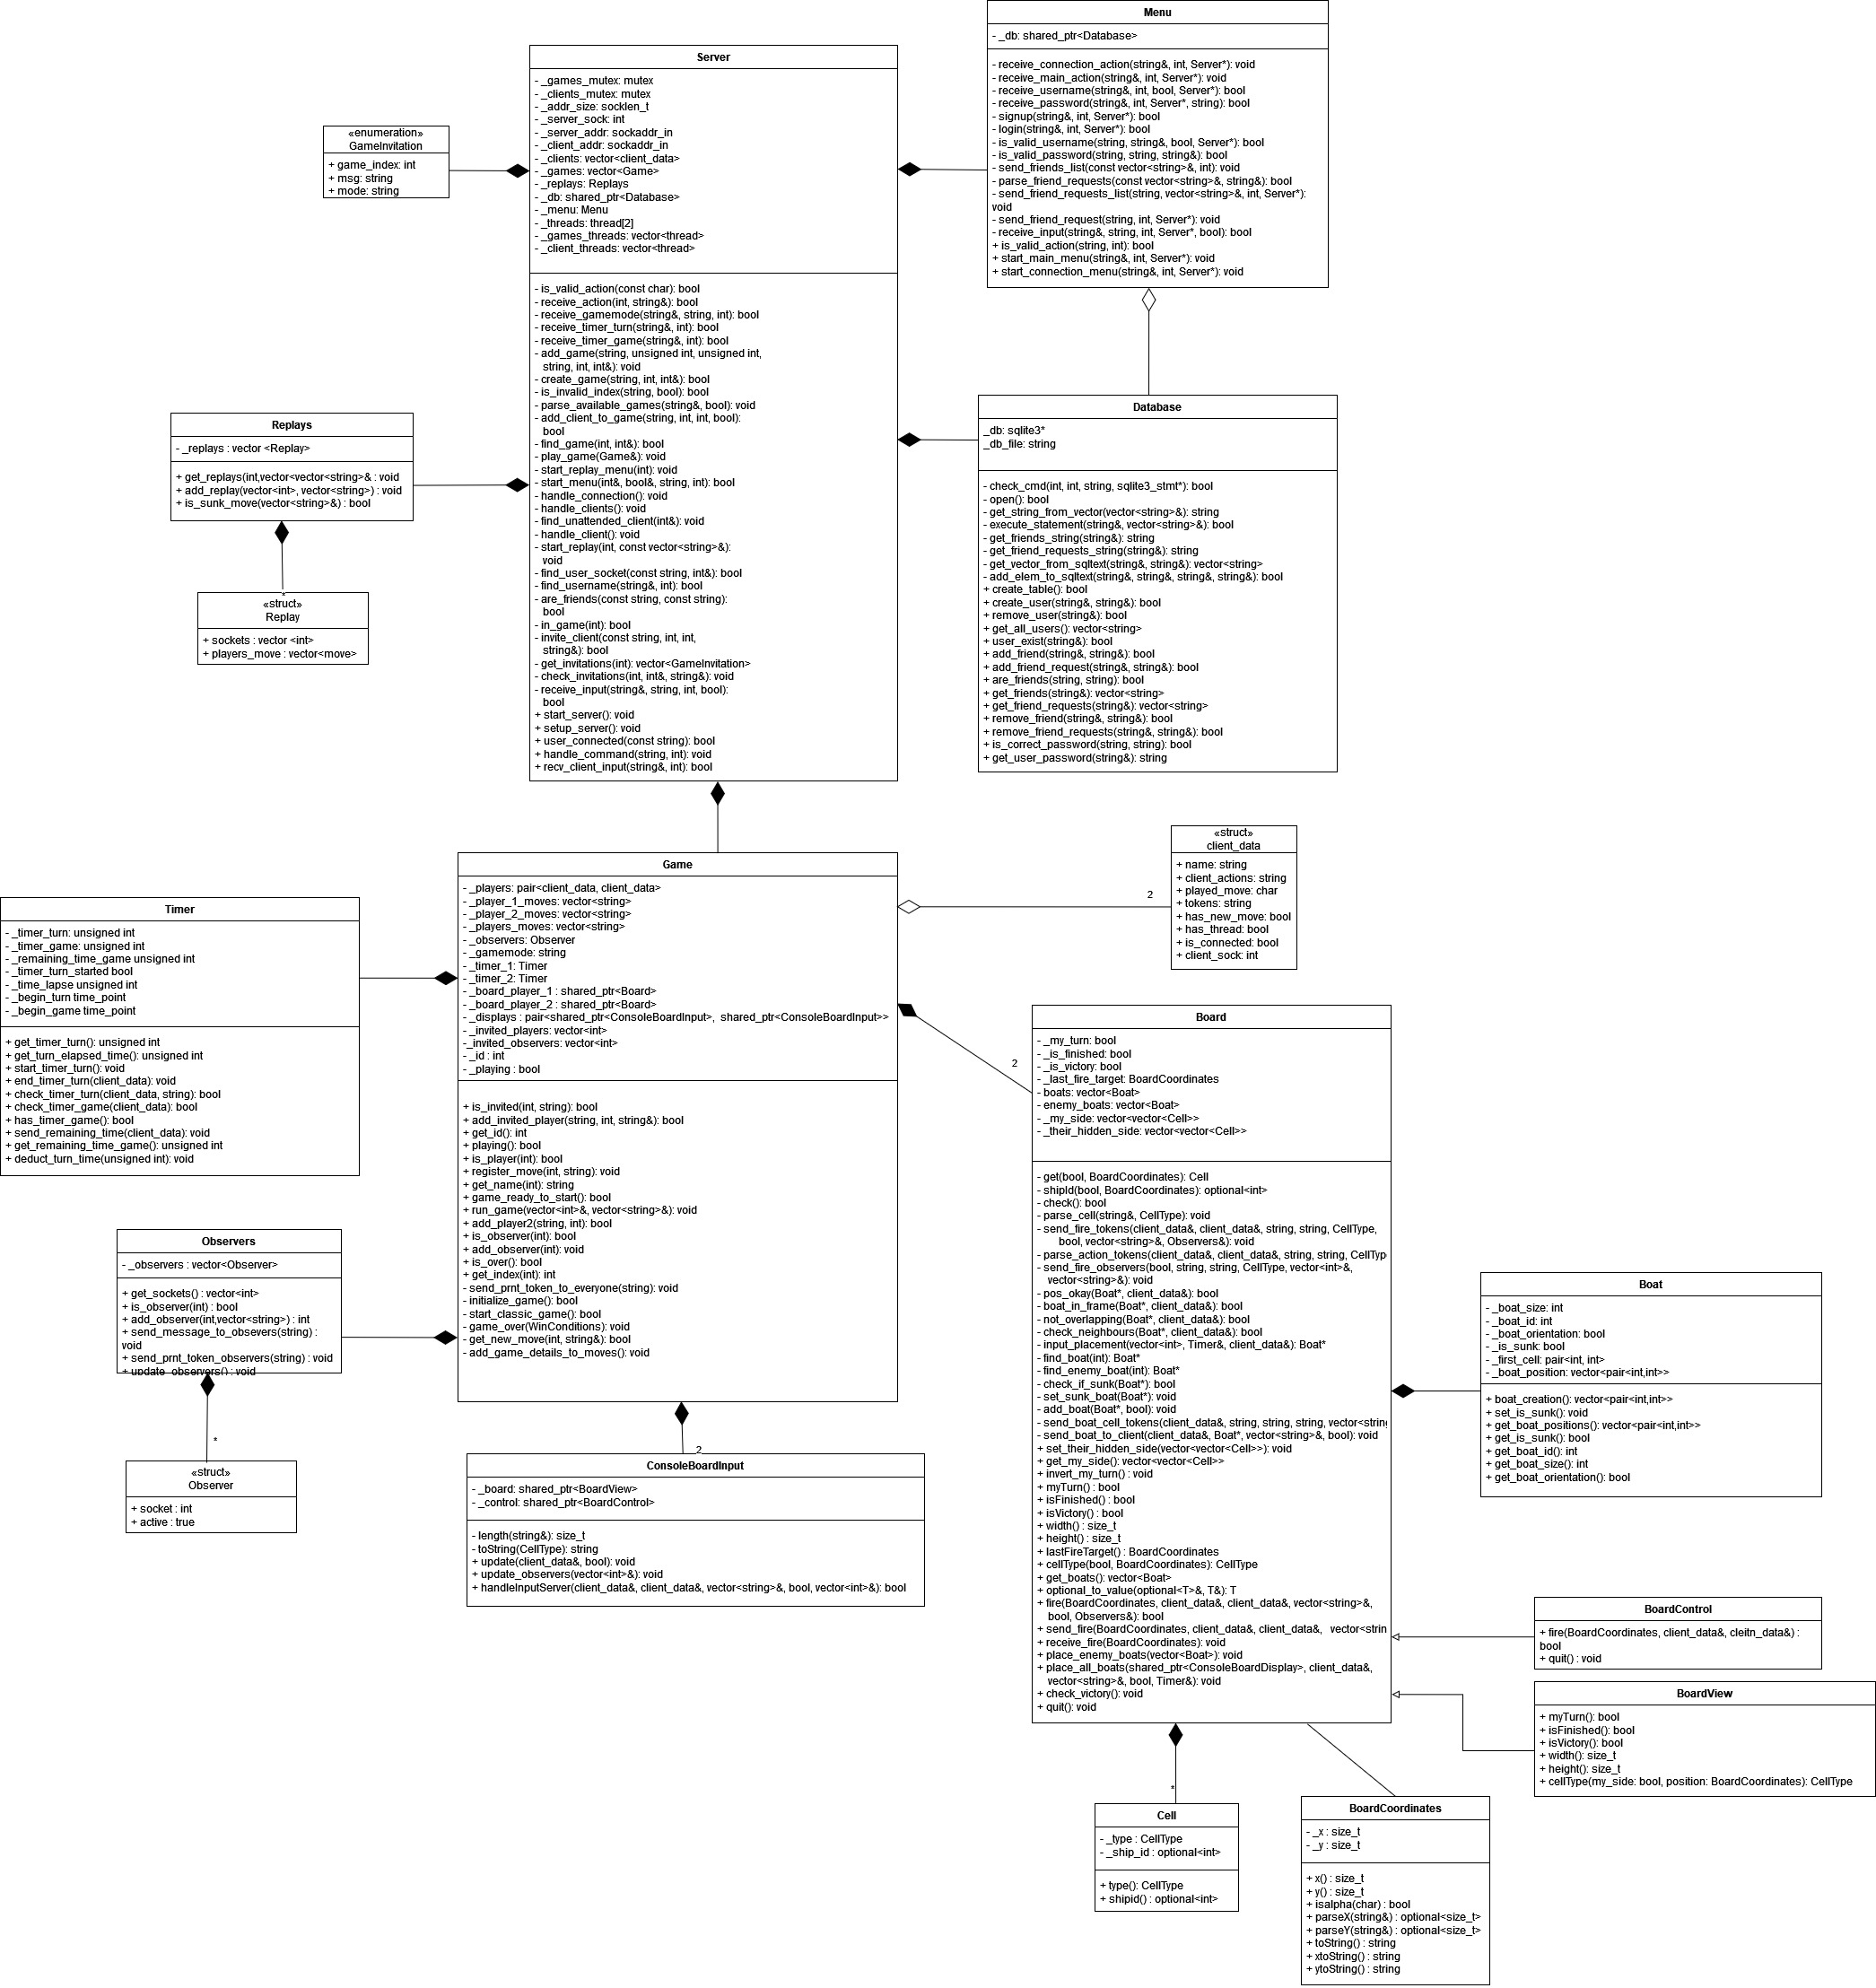 Menu
- _db: shared_ptr<Database>
- receive_connection_action(string&, int, Server*): void
- receive_main_action(string&, int, Server*): void
- receive_username(string&, int, bool, Server*): bool
- receive_password(string&, int, Server*, string): bool
- signup(string&, int, Server*): bool
- login(string&, int, Server*): bool
- is_valid_username(string, string&, bool, Server*): bool
- is_valid_password(string, string, string&): bool
- send_friends_list(const vector<string>&, int): void
- parse_friend_requests(const vector<string>&, string&): bool
- send_friend_requests_list(string, vector<string>&, int, Server*):
void
- send_friend_request(string, int, Server*): void
- receive_input(string&, string, int, Server*, bool): bool
+ is_valid_action(string, int): bool
+ start_main_menu(string&, int, Server*): void
+ start_connection_menu(string&, int, Server*): void
Server
- _games_mutex: mutex
- _clients_mutex: mutex
- _addr_size: socklen_t
- _server_sock: int
- _server_addr: sockaddr_in
- _client_addr: sockaddr_in
- _clients: vector<client_data>
- _games: vector<Game>
- _replays: Replays
- _db: shared_ptr<Database>
- _menu: Menu
- _threads: thread[2]
- _games_threads: vector<thread>
- _client_threads: vector<thread>
- is_valid_action(const char): bool
- receive_action(int, string&): bool
- receive_gamemode(string&, string, int): bool
- receive_timer_turn(string&, int): bool
- receive_timer_game(string&, int): bool
- add_game(string, unsigned int, unsigned int,
string, int, int&): void
- create_game(string, int, int&): bool
- is_invalid_index(string, bool): bool
- parse_available_games(string&, bool): void
- add_client_to_game(string, int, int, bool):
bool
- find_game(int, int&): bool
- play_game(Game&): void
- start_replay_menu(int): void
- start_menu(int&, bool&, string, int): bool
- handle_connection(): void
- handle_clients(): void
- find_unattended_client(int&): void
- handle_client(): void
- start_replay(int, const vector<string>&):
void
- find_user_socket(const string, int&): bool
- find_username(string&, int): bool
- are_friends(const string, const string):
bool
- in_game(int): bool
- invite_client(const string, int, int,
string&): bool
- get_invitations(int): vector<GameInvitation>
- check_invitations(int, int&, string&): void
- receive_input(string&, string, int, bool):
bool
+ start_server(): void
+ setup_server(): void
+ user_connected(const string): bool
+ handle_command(string, int): void
+ recv_client_input(string&, int): bool
«enumeration»
GameInvitation
+ game_index: int
+ msg: string
+ mode: string
Replays
- _replays : vector <Replay>
+ get_replays(int,vector<vector<string>& : void
+ add_replay(vector<int>, vector<string>) : void
+ is_sunk_move(vector<string>&) : bool
*
«struct»
Replay
+ sockets : vector <int>
+ players_move : vector<move>
Database
_db: sqlite3*
_db_file: string
- check_cmd(int, int, string, sqlite3_stmt*): bool
- open(): bool
- get_string_from_vector(vector<string>&): string
- execute_statement(string&, vector<string>&): bool
- get_friends_string(string&): string
- get_friend_requests_string(string&): string
- get_vector_from_sqltext(string&, string&): vector<string>
- add_elem_to_sqltext(string&, string&, string&, string&): bool
+ create_table(): bool
+ create_user(string&, string&): bool
+ remove_user(string&): bool
+ get_all_users(): vector<string>
+ user_exist(string&): bool
+ add_friend(string&, string&): bool
+ add_friend_request(string&, string&): bool
+ are_friends(string, string): bool
+ get_friends(string&): vector<string>
+ get_friend_requests(string&): vector<string>
+ remove_friend(string&, string&): bool
+ remove_friend_requests(string&, string&): bool
+ is_correct_password(string, string): bool
+ get_user_password(string&): string
«struct»
client_data
+ name: string
+ client_actions: string
+ played_move: char
+ tokens: string
+ has_new_move: bool
+ has_thread: bool
+ is_connected: bool
+ client_sock: int
2
Game
- _players: pair<client_data, client_data>
- _player_1_moves: vector<string>
- _player_2_moves: vector<string>
- _players_moves: vector<string>
- _observers: Observer
- _gamemode: string
- _timer_1: Timer
- _timer_2: Timer
- _board_player_1 : shared_ptr<Board>
- _board_player_2 : shared_ptr<Board>
- _displays : pair<shared_ptr<ConsoleBoardInput>,  shared_ptr<ConsoleBoardInput>>
- _invited_players: vector<int>
-_invited_observers: vector<int>
- _id : int
- _playing : bool
+ is_invited(int, string): bool
+ add_invited_player(string, int, string&): bool
+ get_id(): int
+ playing(): bool
+ is_player(int): bool
+ register_move(int, string): void
+ get_name(int): string
+ game_ready_to_start(): bool
+ run_game(vector<int>&, vector<string>&): void
+ add_player2(string, int): bool
+ is_observer(int): bool
+ add_observer(int): void
+ is_over(): bool
+ get_index(int): int
- send_prnt_token_to_everyone(string): void
- initialize_game(): bool
- start_classic_game(): bool
- game_over(WinConditions): void
- get_new_move(int, string&): bool
- add_game_details_to_moves(): void
Timer
- _timer_turn: unsigned int
- _timer_game: unsigned int
- _remaining_time_game unsigned int
- _timer_turn_started bool
- _time_lapse unsigned int
- _begin_turn time_point
- _begin_game time_point
+ get_timer_turn(): unsigned int
+ get_turn_elapsed_time(): unsigned int
+ start_timer_turn(): void
+ end_timer_turn(client_data): void
+ check_timer_turn(client_data, string): bool
+ check_timer_game(client_data): bool
+ has_timer_game(): bool
+ send_remaining_time(client_data): void
+ get_remaining_time_game(): unsigned int
+ deduct_turn_time(unsigned int): void
Observers
- _observers : vector<Observer>
+ get_sockets() : vector<int>
+ is_observer(int) : bool
+ add_observer(int,vector<string>) : int
+ send_message_to_obsevers(string) :
void
+ send_prnt_token_observers(string) : void
+ update_observers() : void
*
«struct»
Observer
+ socket : int
+ active : true
2
ConsoleBoardInput
- _board: shared_ptr<BoardView>
- _control: shared_ptr<BoardControl>
- length(string&): size_t
- toString(CellType): string
+ update(client_data&, bool): void
+ update_observers(vector<int>&): void
+ handleInputServer(client_data&, client_data&, vector<string>&, bool, vector<int>&): bool
2
Board
- _my_turn: bool
- _is_finished: bool
- _is_victory: bool
- _last_fire_target: BoardCoordinates
- boats: vector<Boat>
- enemy_boats: vector<Boat>
- _my_side: vector<vector<Cell>>
- _their_hidden_side: vector<vector<Cell>>
- get(bool, BoardCoordinates): Cell
- shipId(bool, BoardCoordinates): optional<int>
- check(): bool
- parse_cell(string&, CellType): void
- send_fire_tokens(client_data&, client_data&, string, string, CellType,
bool, vector<string>&, Observers&): void
- parse_action_tokens(client_data&, client_data&, string, string, CellTyp
- send_fire_observers(bool, string, string, CellType, vector<int>&,
vector<string>&): void
- pos_okay(Boat*, client_data&): bool
- boat_in_frame(Boat*, client_data&): bool
- not_overlapping(Boat*, client_data&): bool
- check_neighbours(Boat*, client_data&): bool
- input_placement(vector<int>, Timer&, client_data&): Boat*
- find_boat(int): Boat*
- find_enemy_boat(int): Boat*
- check_if_sunk(Boat*): bool
- set_sunk_boat(Boat*): void
- add_boat(Boat*, bool): void
- send_boat_cell_tokens(client_data&, string, string, string, vector<string
- send_boat_to_client(client_data&, Boat*, vector<string>&, bool): void
+ set_their_hidden_side(vector<vector<Cell>>): void
+ get_my_side(): vector<vector<Cell>>
+ invert_my_turn() : void
+ myTurn() : bool
+ isFinished() : bool
+ isVictory() : bool
+ width() : size_t
+ height() : size_t
+ lastFireTarget() : BoardCoordinates
+ cellType(bool, BoardCoordinates): CellType
+ get_boats(): vector<Boat>
+ optional_to_value(optional<T>&, T&): T
+ fire(BoardCoordinates, client_data&, client_data&, vector<string>&,
bool, Observers&): bool
+ send_fire(BoardCoordinates, client_data&, client_data&,   vector<strin
+ receive_fire(BoardCoordinates): void
+ place_enemy_boats(vector<Boat>): void
+ place_all_boats(shared_ptr<ConsoleBoardDisplay>, client_data&,
vector<string>&, bool, Timer&): void
+ check_victory(): void
+ quit(): void
Boat
- _boat_size: int
- _boat_id: int
- _boat_orientation: bool
- _is_sunk: bool
- _first_cell: pair<int, int>
- _boat_position: vector<pair<int,int>>
+ boat_creation(): vector<pair<int,int>>
+ set_is_sunk(): void
+ get_boat_positions(): vector<pair<int,int>>
+ get_is_sunk(): bool
+ get_boat_id(): int
+ get_boat_size(): int
+ get_boat_orientation(): bool
BoardControl
+ fire(BoardCoordinates, client_data&, cleitn_data&) :
bool
+ quit() : void
BoardView
+ myTurn(): bool
+ isFinished(): bool
+ isVictory(): bool
+ width(): size_t
+ height(): size_t
+ cellType(my_side: bool, position: BoardCoordinates): CellType
*
Cell
- _type : CellType
- _ship_id : optional<int>
+ type(): CellType
+ shipid() : optional<int>
BoardCoordinates
- _x : size_t
- _y : size_t
+ x() : size_t
+ y() : size_t
+ isalpha(char) : bool
+ parseX(string&) : optional<size_t>
+ parseY(string&) : optional<size_t>
+ toString() : string
+ xtoString() : string
+ ytoString() : string